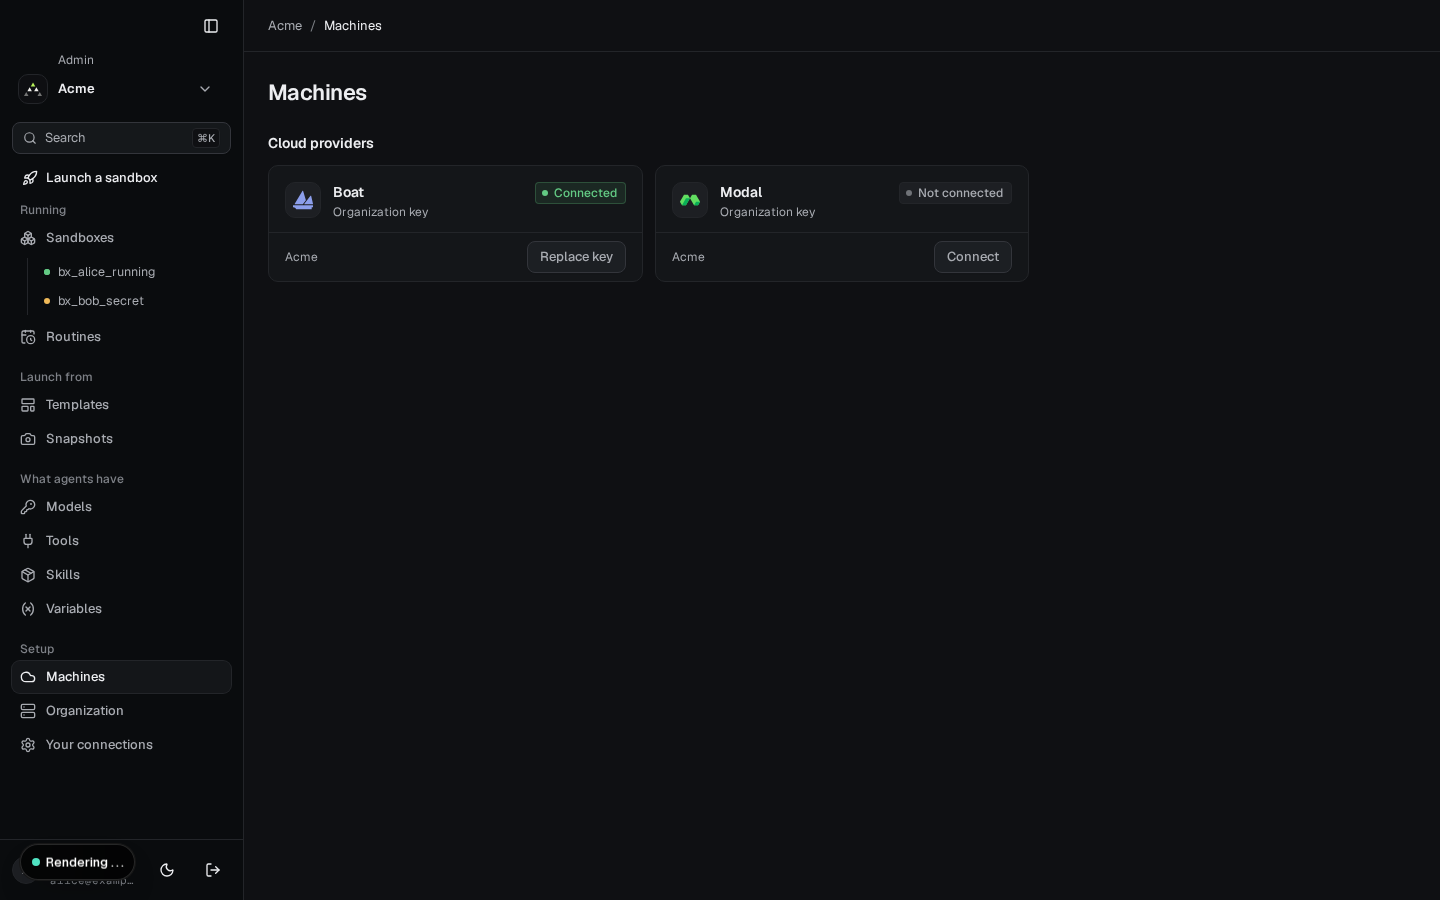 Acme / Machines
Admin
Acme
Search ⌘K
Launch a sandbox
Running
Sandboxes
bx_alice_running
bx_bob_secret
Routines
Launch from
Templates
Snapshots
What agents have
Models
Tools
Skills
Variables
Setup
Machines
Organization
Your connections
Rendering ...
Machines
Cloud providers
Boat
Connected
Organization key
Acme
Replace key
Modal
Not connected
Organization key
Acme
Connect